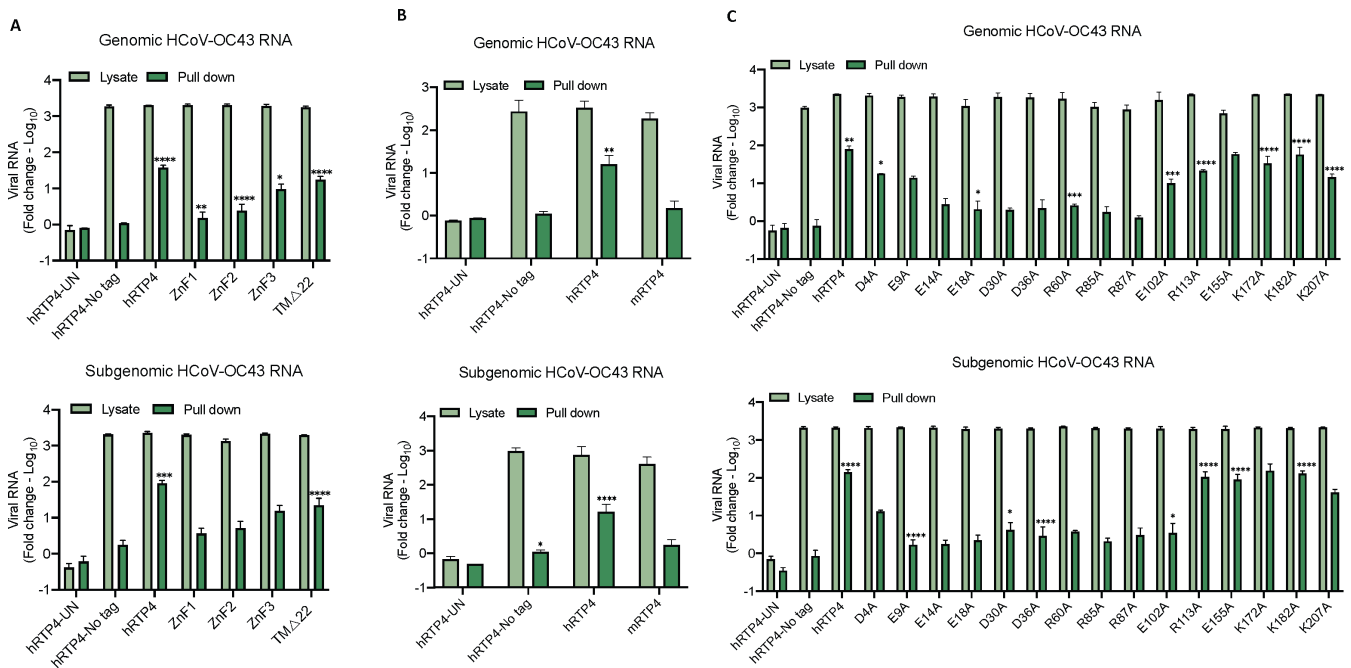 A
Genomic HCoV-OC43 RNA
Lysate
Pull down
Viral RNA
(Fold change - Log10)
4
3
2
1
0
-1
****
**
****
*
****
hRTP4-UN
hRTP4-No tag
hRTP4
ZnF1
ZnF2
ZnF3
TM△22
Subgenomic HCoV-OC43 RNA
Lysate
Pull down
Viral RNA
(Fold change - Log10)
4
3
2
1
0
-1
***
****
hRTP4-UN
hRTP4-No tag
hRTP4
ZnF1
ZnF2
ZnF3
TM△22
B
Genomic HCoV-OC43 RNA
Lysate
Pull down
Viral RNA
(Fold change - Log10)
3
2
1
0
-1
**
hRTP4-UN
hRTP4-No tag
hRTP4
mRTP4
Subgenomic HCoV-OC43 RNA
Lysate
Pull down
Viral RNA
(Fold change - Log10)
4
3
2
1
0
-1
*
****
hRTP4-UN
hRTP4-No tag
hRTP4
mRTP4
C
Genomic HCoV-OC43 RNA
Lysate
Pull down
Viral RNA
(Fold change - Log10)
4
3
2
1
0
-1
**
*
*
***
***
****
****
****
****
hRTP4-UN
hRTP4-No tag
hRTP4
D4A
E9A
E14A
E18A
D30A
D36A
R60A
R85A
R87A
E102A
R113A
E155A
K172A
K182A
K207A
Subgenomic HCoV-OC43 RNA
Lysate
Pull down
Viral RNA
(Fold change - Log10)
4
3
2
1
0
-1
****
****
*
****
*
****
****
****
hRTP4-UN
hRTP4-No tag
hRTP4
D4A
E9A
E14A
E18A
D30A
D36A
R60A
R85A
R87A
E102A
R113A
E155A
K172A
K182A
K207A